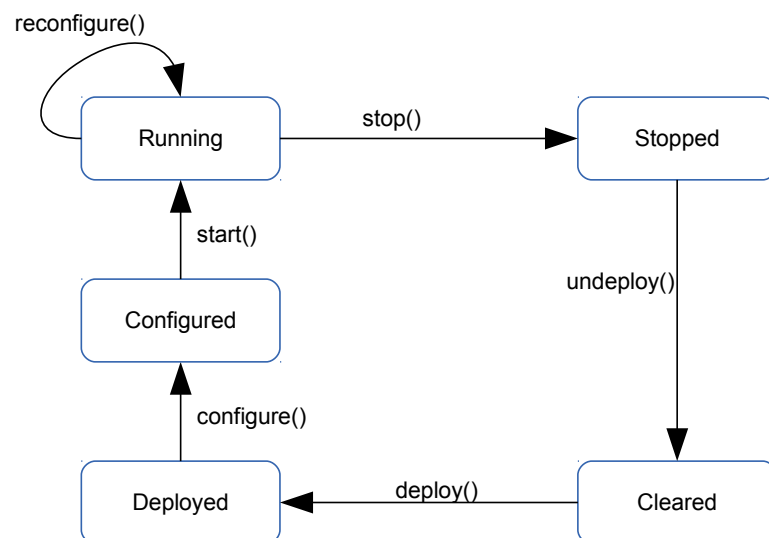 reconfigure()
Running
stop()
Stopped
start()
undeploy()
Configured
configure()
Deployed
deploy()
Cleared